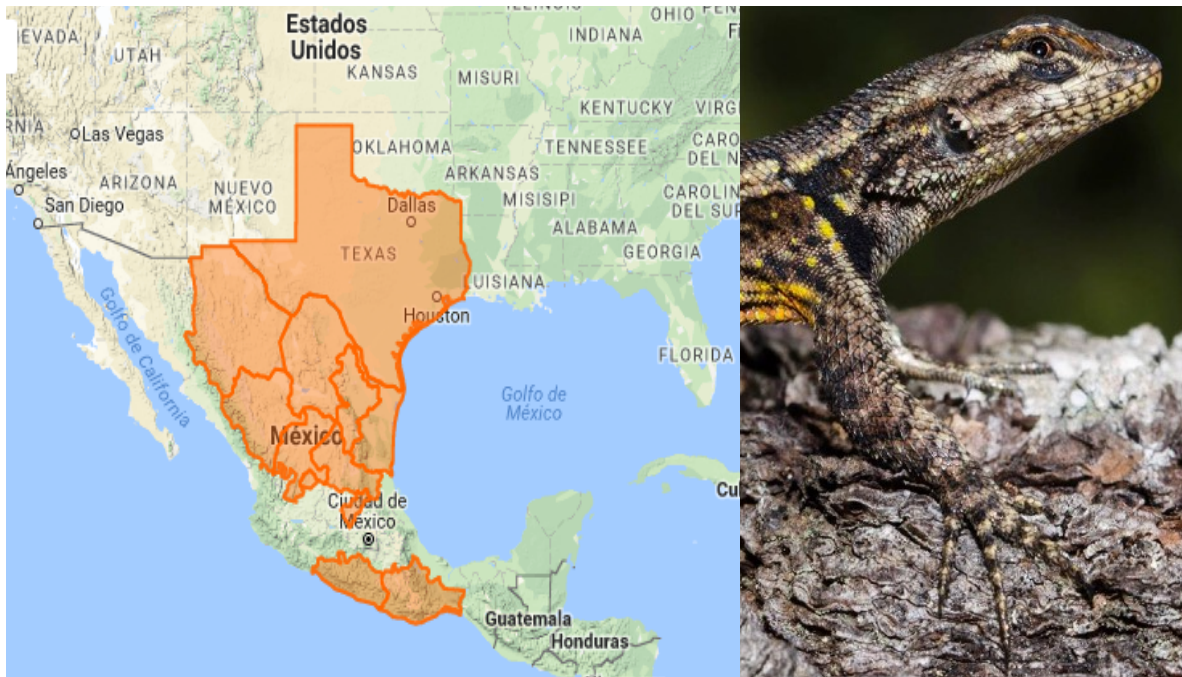 ILLINOIS
OHIO
Estados
Unidos
NEVADA
INDIANA
UTAH
KANSAS
MISURI
KENTUCKY
VIRG
Las Vegas
RNIA
OKLAHOMA
TENNESSEE
CARO
DEL N
Ángeles
ARIZONA
NUEVO
MÉXICO
ARKANSAS
MISISIPI
CAROLIN
DEL SUR
San Diego
Dallas
ALABAMA
TEXAS
GEORGIA
LUISIANA
Houston
Golfo de California
FLORIDA
Golfo de
México
México
Ciudad de
México
Cu
Guatemala
Honduras